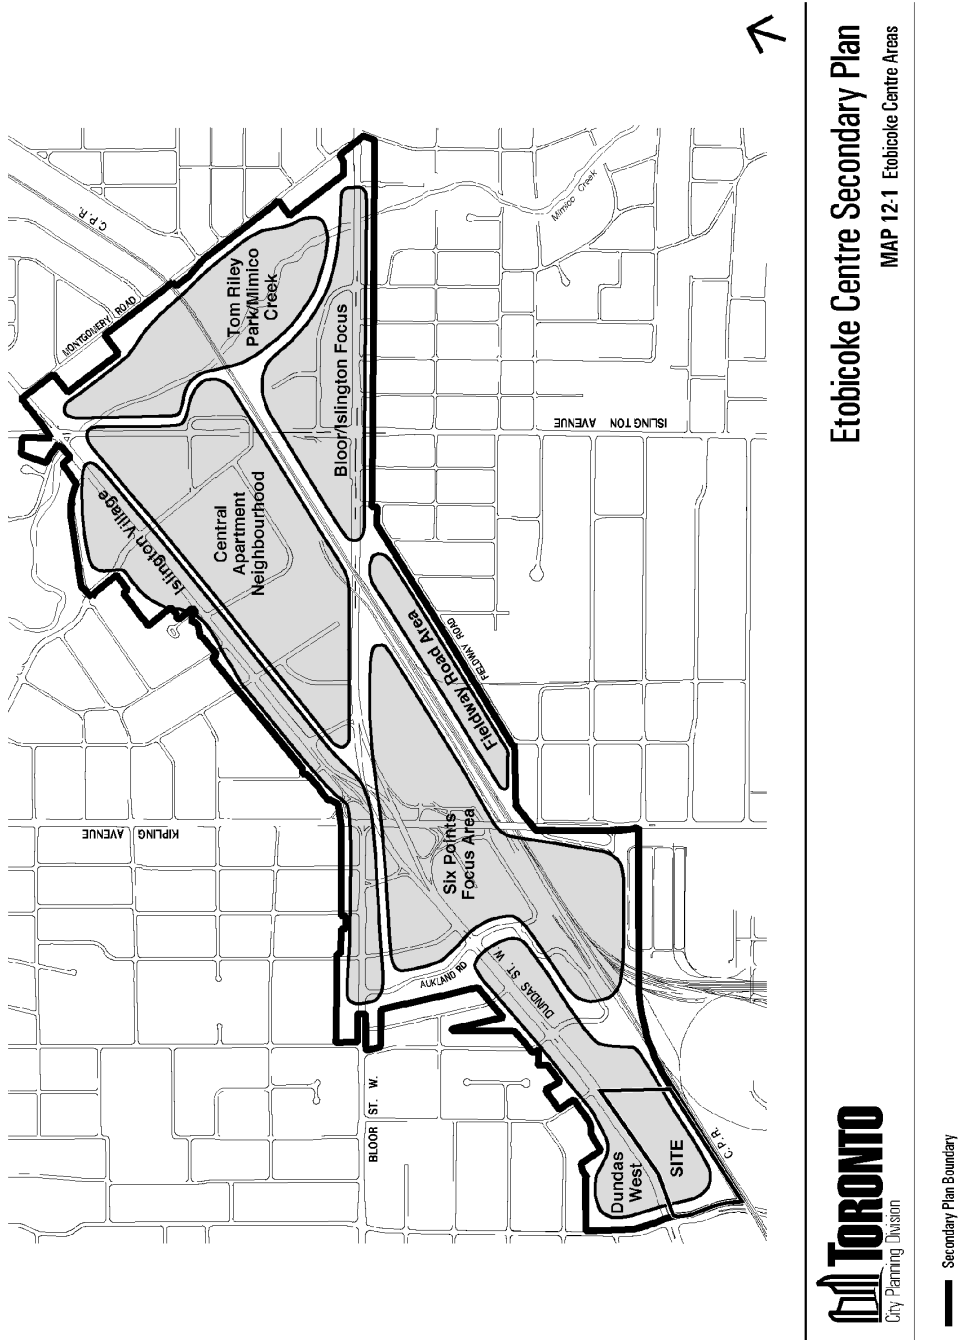 C.P.R.
MONTGOMERY ROAD
Mimico Creek
Tom Riley
Park/Mimico
Creek
Bloor/Islington Focus
ISLINGTON AVENUE
Islington Village
Central
Apartment
Neighbourhood
Fieldway Road Area
FIELDWAY ROAD
KIPLING AVENUE
Six Points
Focus Area
AUKLAND RD
DUNDAS ST. W.
BLOOR ST. W.
Dundas
West
SITE
C.P.R.
TORONTO
City Planning Division
Etobicoke Centre Secondary Plan
MAP 12-1 Etobicoke Centre Areas
Secondary Plan Boundary